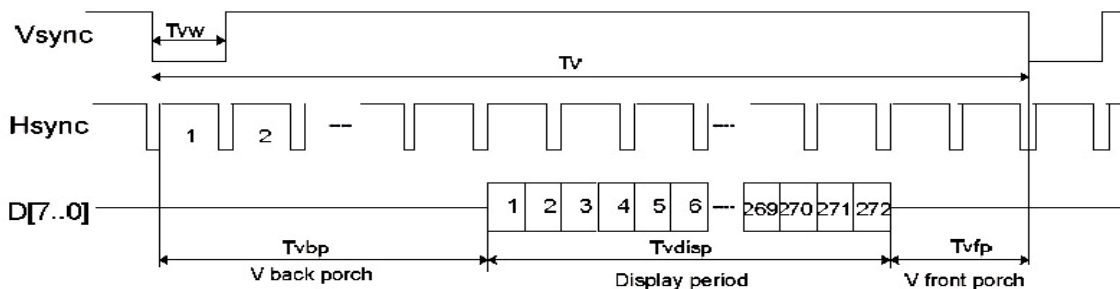 Vsync
Tvw
Tv
Hsync
1 2 ---- ----
D[7..0]
1 2 3 4 5 6 ---- 269 270 271 272
Tvbp Tvdisp Tvfp
V back porch Display period V front porch